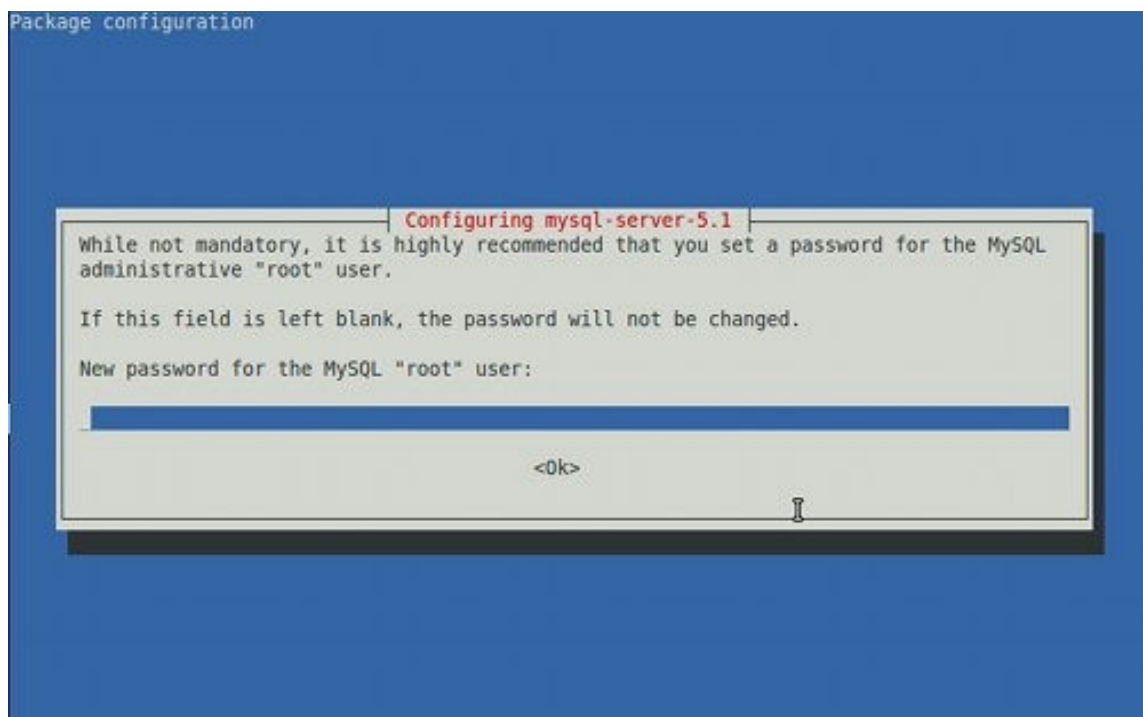 Package configuration
Configuring mysql-server-5.1
While not mandatory, it is highly recommended that you set a password for the MySQL
administrative "root" user.
If this field is left blank, the password will not be changed.
New password for the MySQL "root" user:
<Ok>